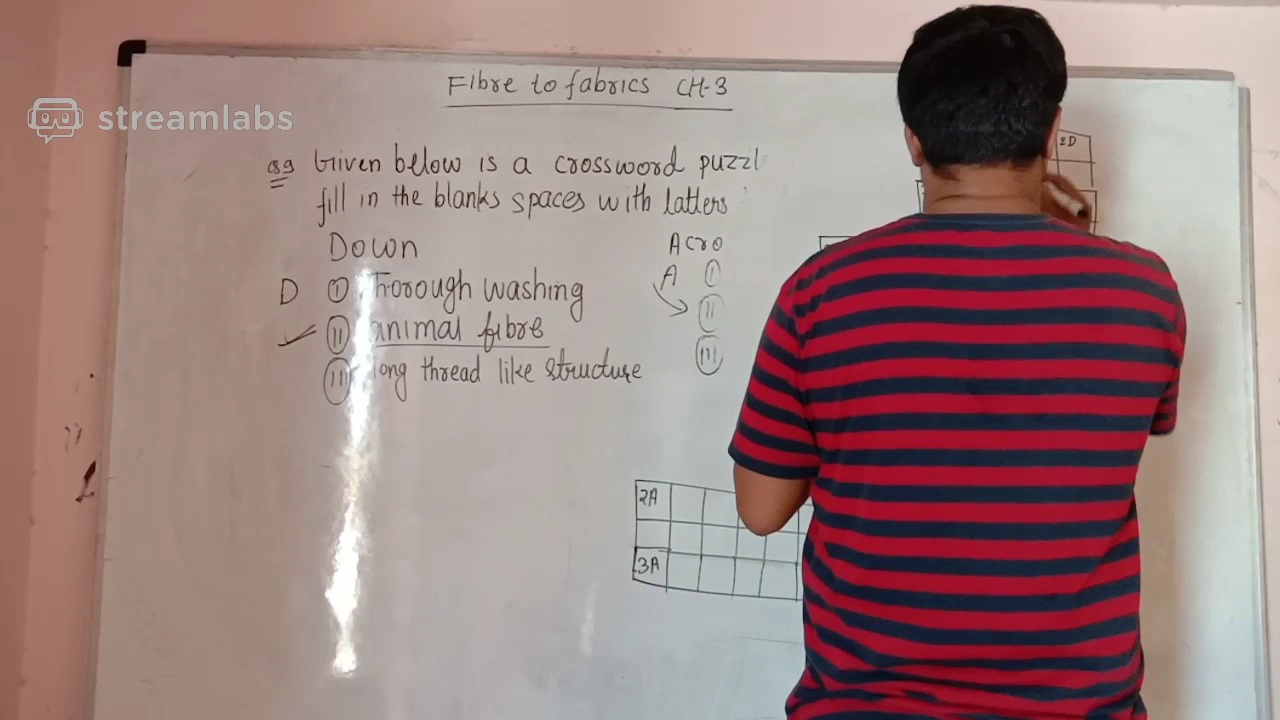 Fibre to fabrics CH-3
streamlabs
Q9 Given below is a crossword puzzl
fill in the blanks spaces with latters
Down
Acro
D (I) Thorough washing
A (I)
(II) animal fibre
(II)
(III) long thread like structure
(III)
2A
3A